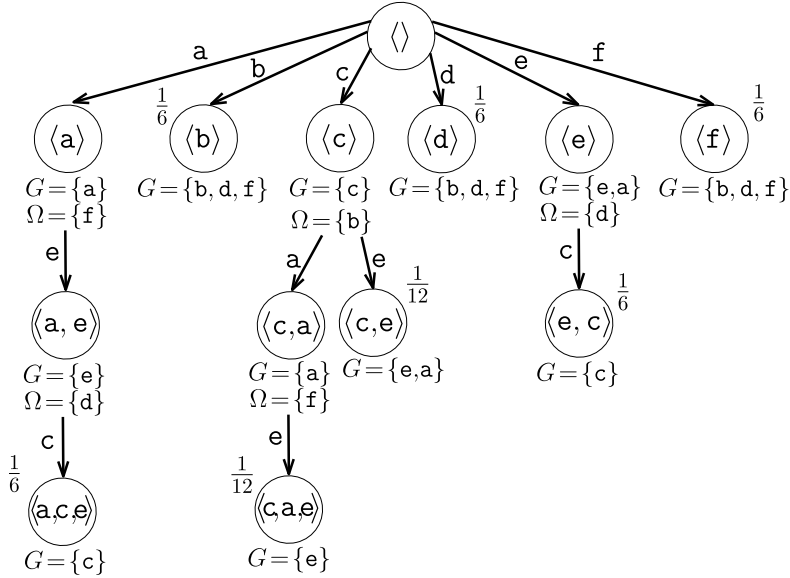 ⟨⟩
a
b
c
d
e
f
1/6
1/6
1/6
⟨a⟩
⟨b⟩
⟨c⟩
⟨d⟩
⟨e⟩
⟨f⟩
G={a}
Ω={f}
G={b, d, f}
G={c}
Ω={b}
G={b, d, f}
G={e,a}
Ω={d}
G={b, d, f}
e
a
e
c
1/12
1/6
⟨a, e⟩
⟨c,a⟩
⟨c,e⟩
⟨e, c⟩
G={e}
Ω={d}
G={a}
Ω={f}
G={e,a}
G={c}
c
e
1/6
1/12
⟨a,c,e⟩
⟨c,a,e⟩
G={c}
G={e}